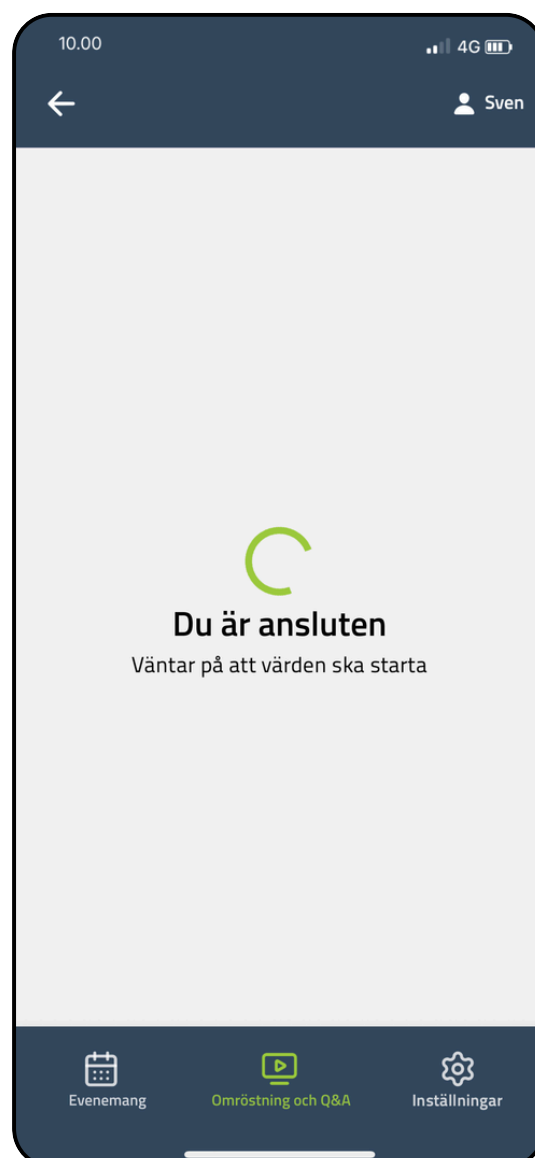 10.00
4G
Sven
Du är ansluten
Väntar på att värden ska starta
Evenemang
Omröstning och Q&A
Inställningar